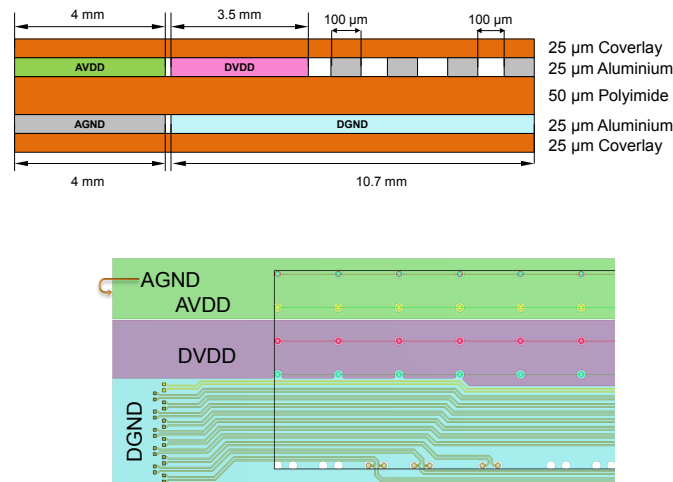 4 mm
3.5 mm
100 µm
100 µm
25 µm Coverlay
AVDD
DVDD
25 µm Aluminium
50 µm Polyimide
AGND
DGND
25 µm Aluminium
25 µm Coverlay
4 mm
10.7 mm
AGND
AVDD
DVDD
DGND